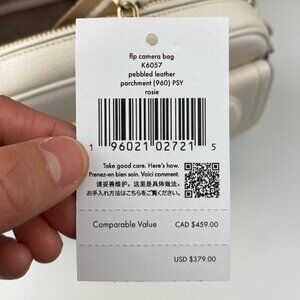 flp camera bag
K6057
pebbled leather
parchment (960) PSY
rosie
1 96021 02721 5
Take good care. Here's how.
Prenez-en bien soin. Voici comment.
请妥善维护。这里是具体做法。
お手入れ方法はこちらをご覧ください。
Comparable Value CAD $459.00
USD $379.00